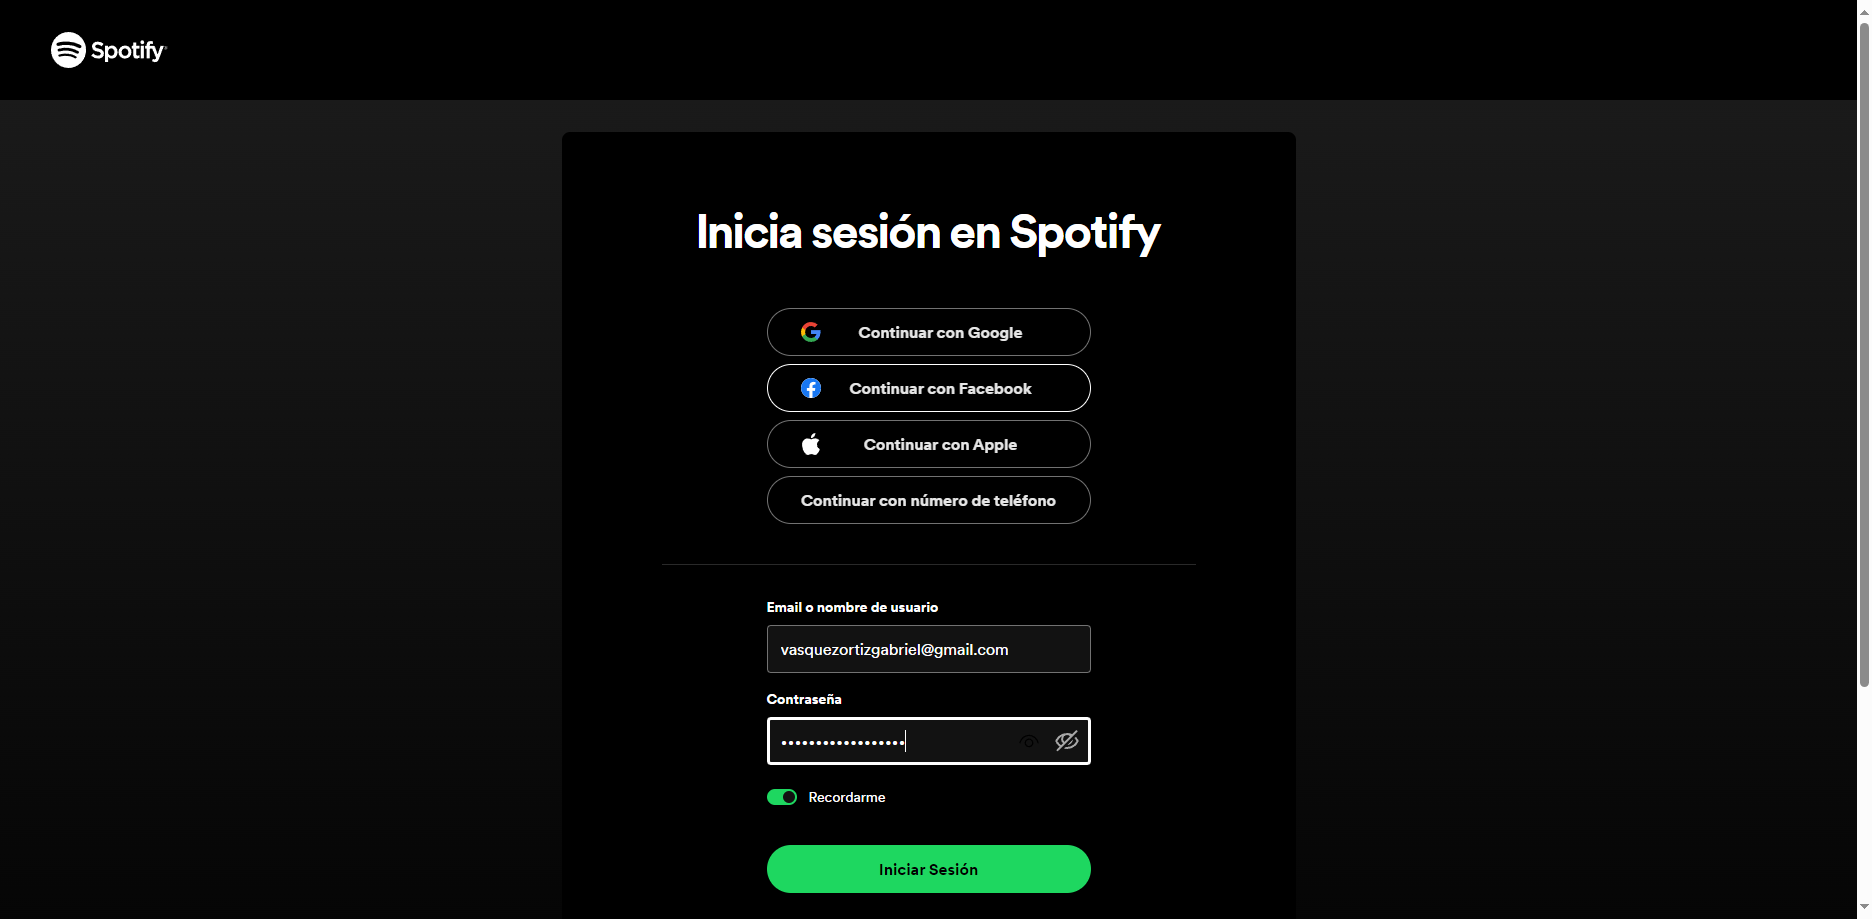 Spotify
Inicia sesión en Spotify
Continuar con Google
Continuar con Facebook
Continuar con Apple
Continuar con número de teléfono
Email o nombre de usuario
vasquezortizgabriel@gmail.com
Contraseña
••••••••••••••••••
Recordarme
Iniciar Sesión